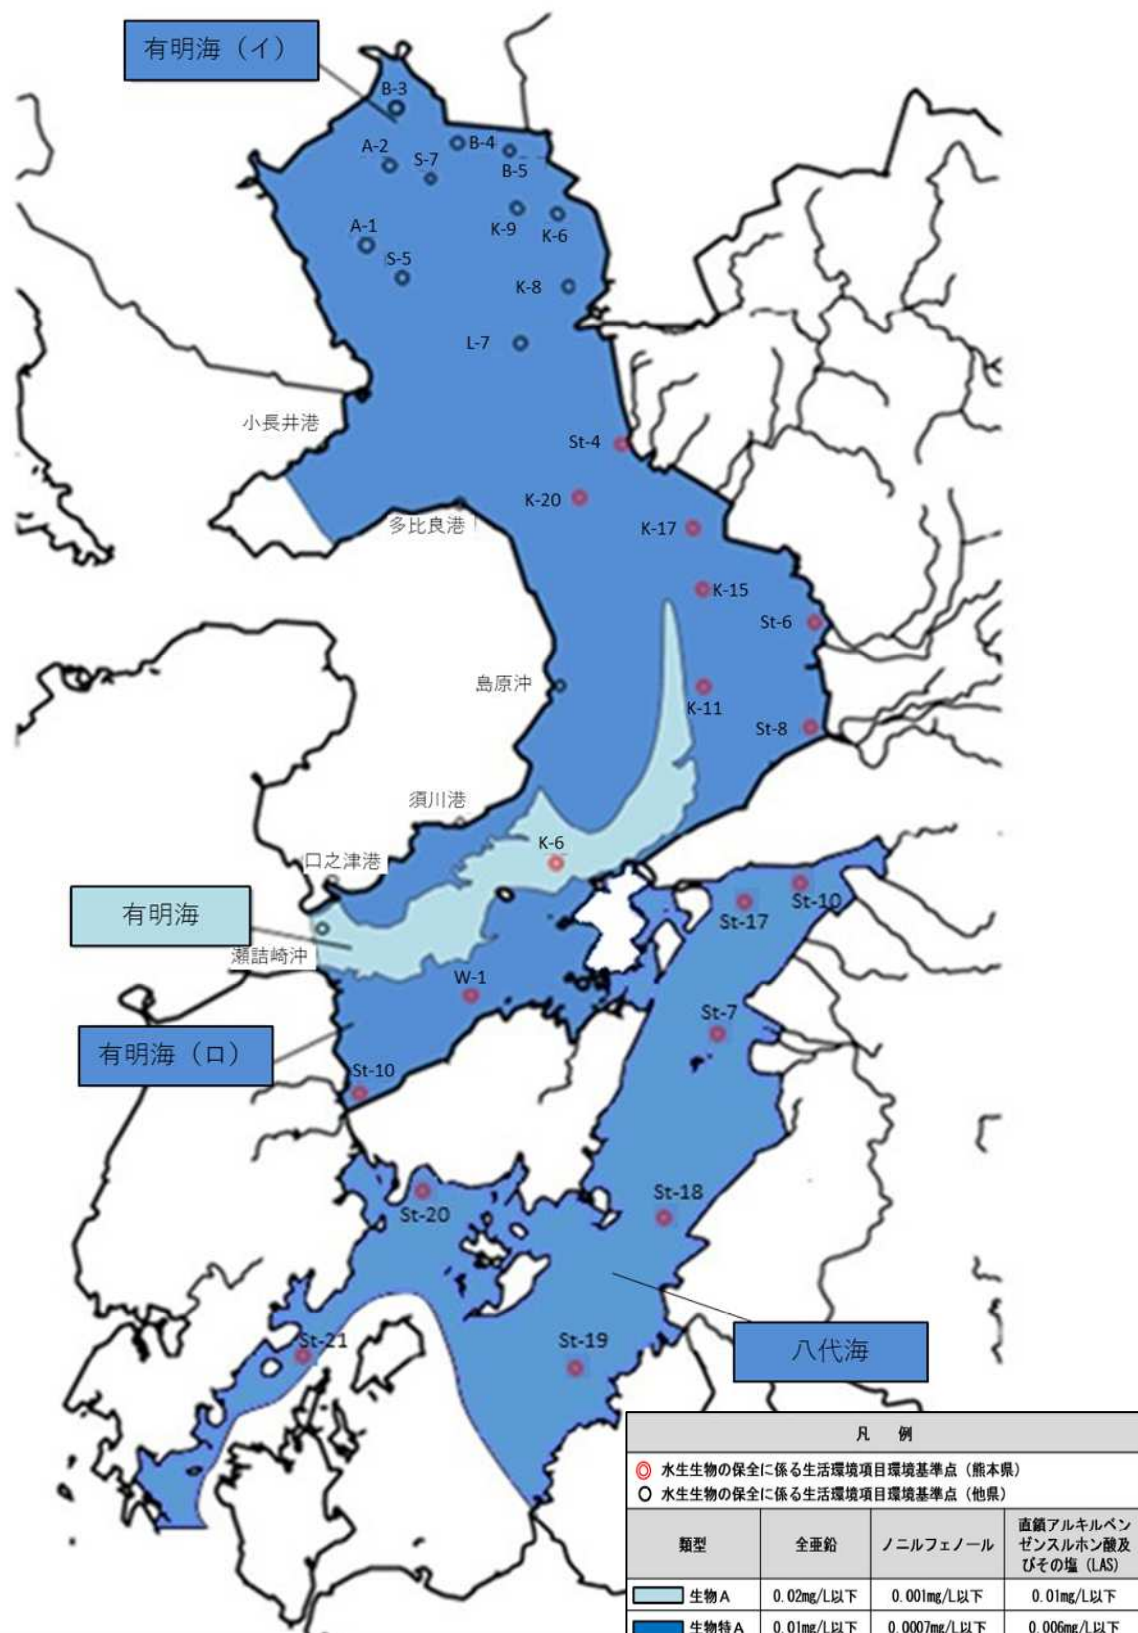 有明海（イ）
B-3
B-4
A-2
S-7
B-5
K-9
K-6
A-1
S-5
K-8
L-7
小長井港
St-4
K-20
多比良港
K-17
K-15
St-6
島原沖
K-11
St-8
須川港
K-6
口之津港
St-10
St-17
有明海
瀬詰崎沖
W-1
St-7
有明海（ロ）
St-10
St-20
St-18
St-21
St-19
八代海
凡 例
水生生物の保全に係る生活環境項目環境基準点（熊本県）
水生生物の保全に係る生活環境項目環境基準点（他県）
類型 全亜鉛 ノニルフェノール 直鎖アルキルベン
ゼンスルホン酸及
びその塩（LAS）
生物A 0.02mg/L以下 0.001mg/L以下 0.01mg/L以下
生物特A 0.01mg/L以下 0.0007mg/L以下 0.006mg/L以下